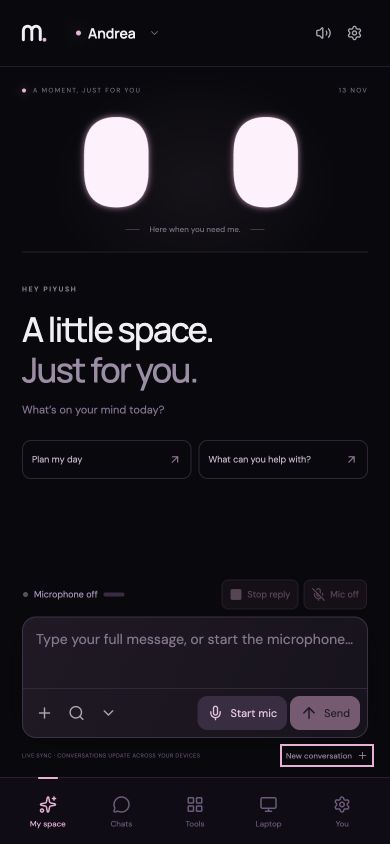 m.
Andrea
A MOMENT, JUST FOR YOU
13 NOV
Here when you need me.
HEY PIYUSH
A little space.
Just for you.
What's on your mind today?
Plan my day
What can you help with?
Microphone off
Stop reply
Mic off
Type your full message, or start the microphone...
Start mic
Send
LIVE SYNC · CONVERSATIONS UPDATE ACROSS YOUR DEVICES
New conversation
My space
Chats
Tools
Laptop
You